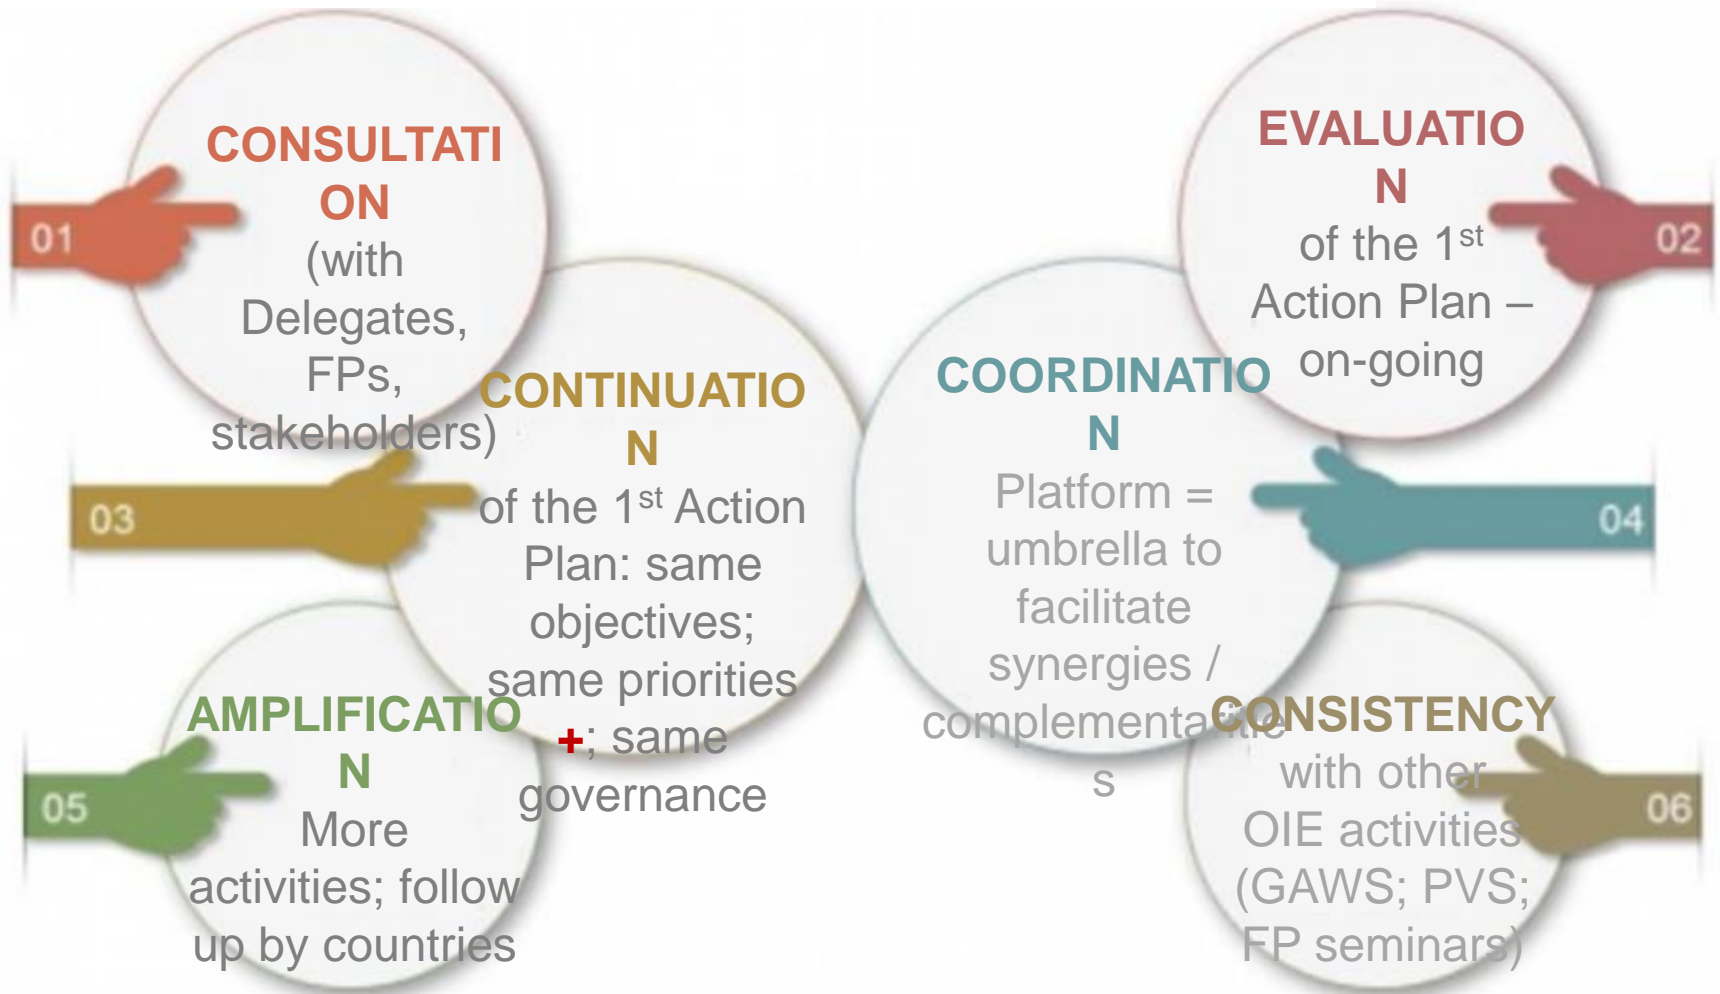 01
CONSULTATI
ON
(with
Delegates,
FPs,
stakeholders)
02
EVALUATIO
N
of the 1st
Action Plan –
on-going
03
CONTINUATIO
N
of the 1st Action
Plan: same
objectives;
same priorities
+; same
governance
04
COORDINATIO
N
Platform =
umbrella to
facilitate
synergies /
complementaritie
s
05
AMPLIFICATIO
N
More
activities; follow
up by countries
06
CONSISTENCY
with other
OIE activities
(GAWS; PVS;
FP seminars)